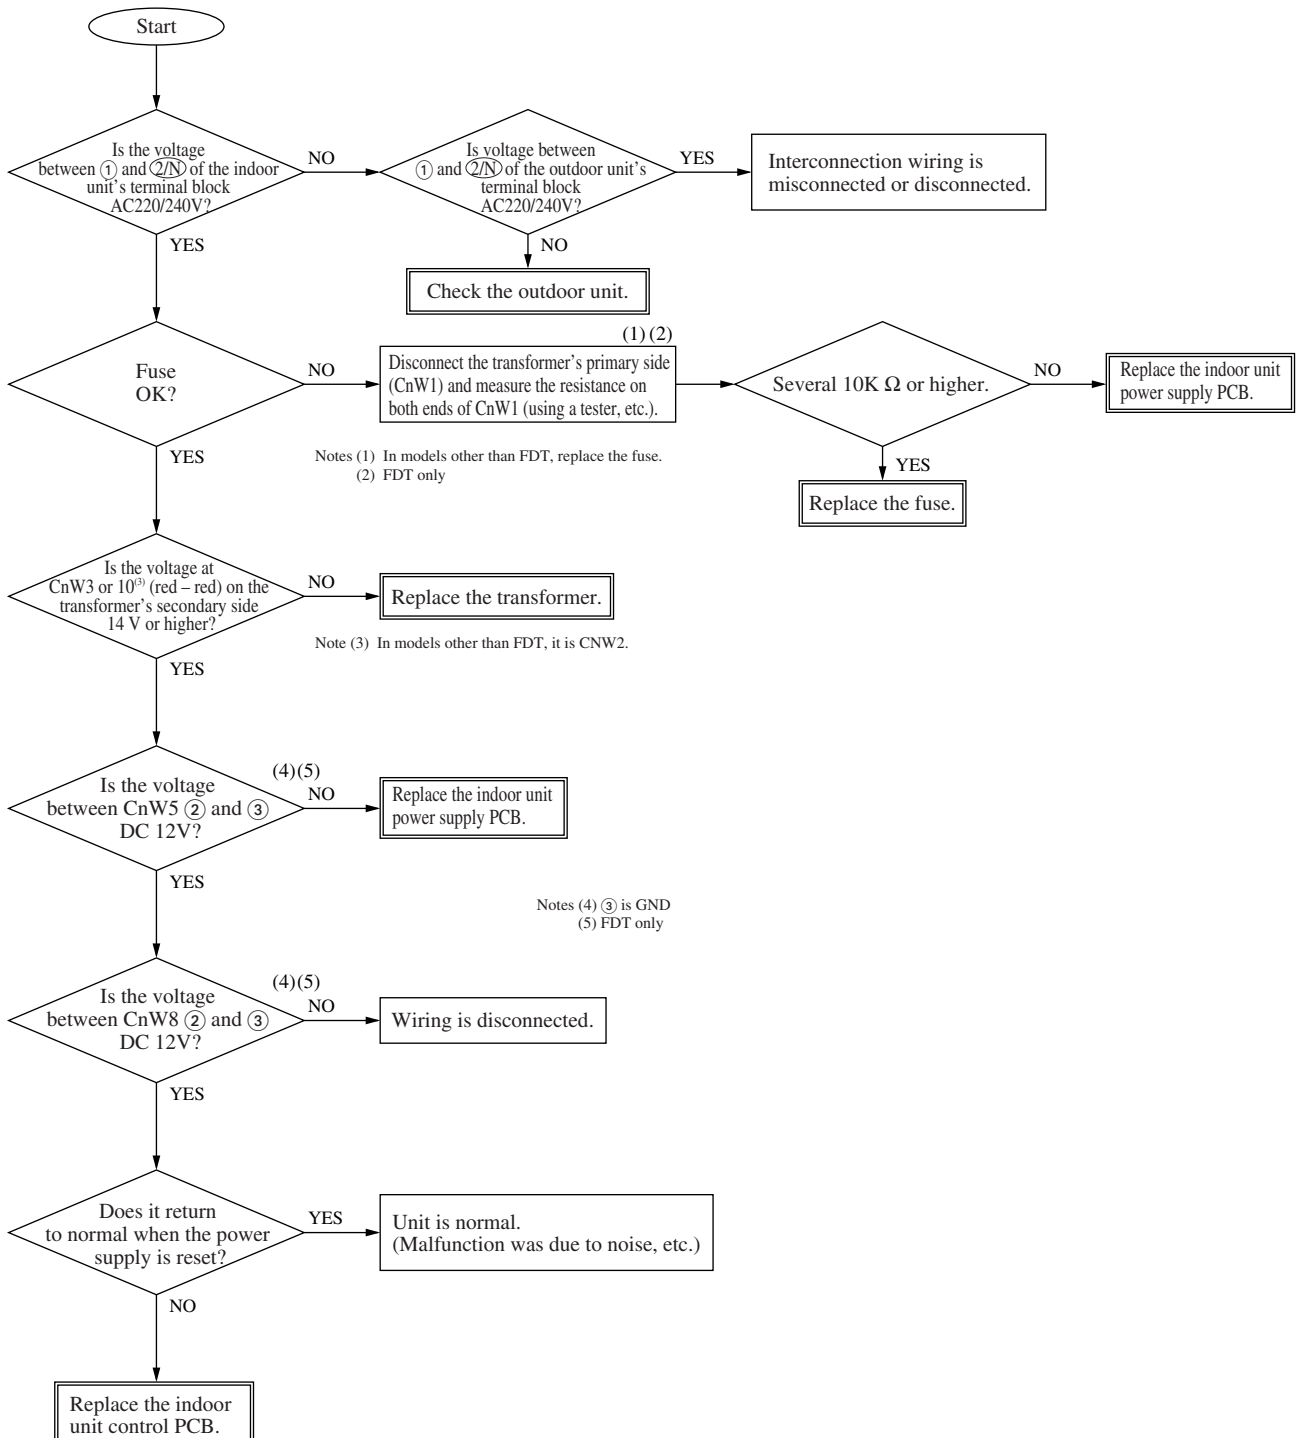 Start
Is the voltage
between ① and 2/N of the indoor
unit's terminal block
AC220/240V?
NO
Is voltage between
① and 2/N of the outdoor unit's
terminal block
AC220/240V?
YES
Interconnection wiring is
misconnected or disconnected.
YES
NO
Check the outdoor unit.
Fuse
OK?
NO
(1) (2)
Disconnect the transformer's primary side
(CnW1) and measure the resistance on
both ends of CnW1 (using a tester, etc.).
Several 10K Ω or higher.
NO
Replace the indoor unit
power supply PCB.
YES
Notes (1) In models other than FDT, replace the fuse.
(2) FDT only
YES
Replace the fuse.
Is the voltage at
CnW3 or 10(3) (red – red) on the
transformer's secondary side
14 V or higher?
NO
Replace the transformer.
Note (3) In models other than FDT, it is CNW2.
YES
(4)(5)
Is the voltage
between CnW5 ② and ③
DC 12V?
NO
Replace the indoor unit
power supply PCB.
YES
Notes (4) ③ is GND
(5) FDT only
(4)(5)
Is the voltage
between CnW8 ② and ③
DC 12V?
NO
Wiring is disconnected.
YES
Does it return
to normal when the power
supply is reset?
YES
Unit is normal.
(Malfunction was due to noise, etc.)
NO
Replace the indoor
unit control PCB.